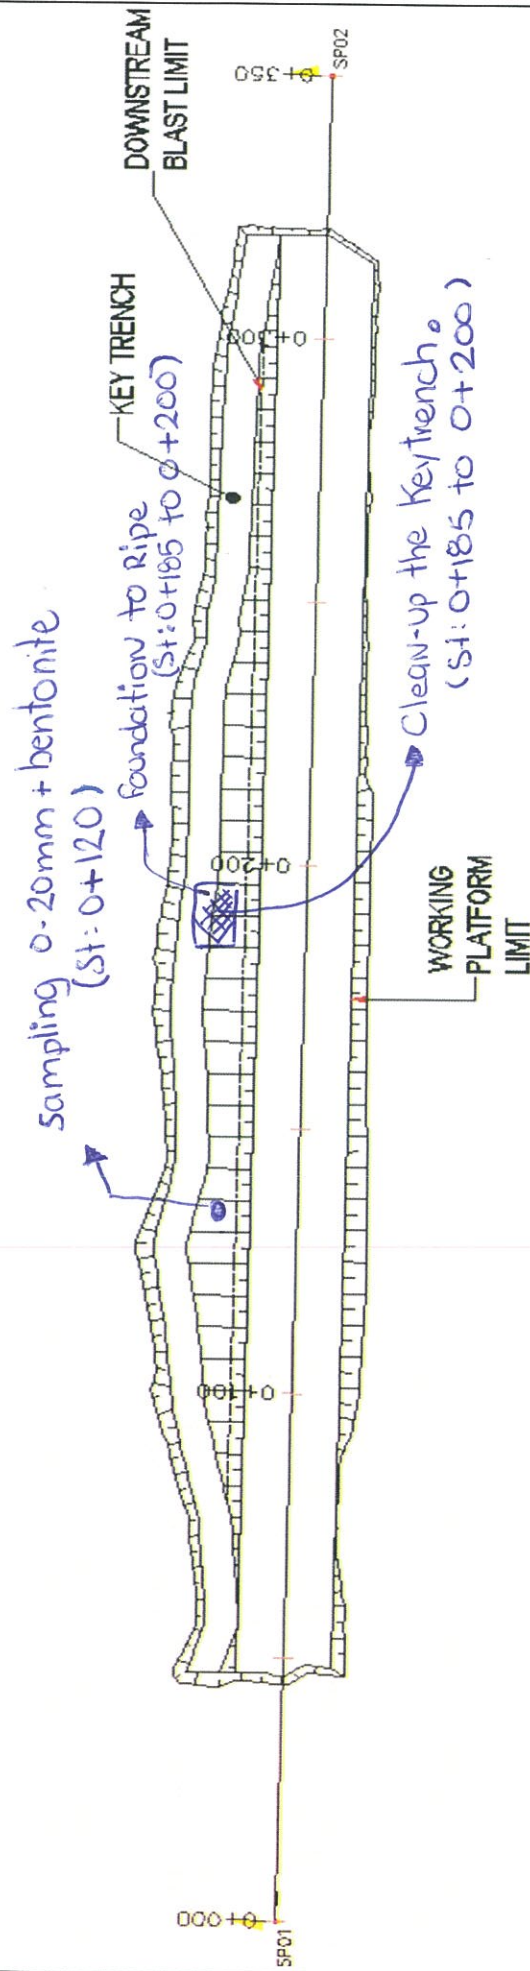 sampling 0-20mm + bentonite
(St: 0+120)
foundation to Ripe
(St: 0+185 to 0+200)
KEY TRENCH
DOWNSTREAM
BLAST LIMIT
0+000
SP01
0+100
0+200
0+300
0+350
SP02
WORKING
PLATFORM
LIMIT
Clean-up the Keytrench.
(St: 0+185 to 0+200)